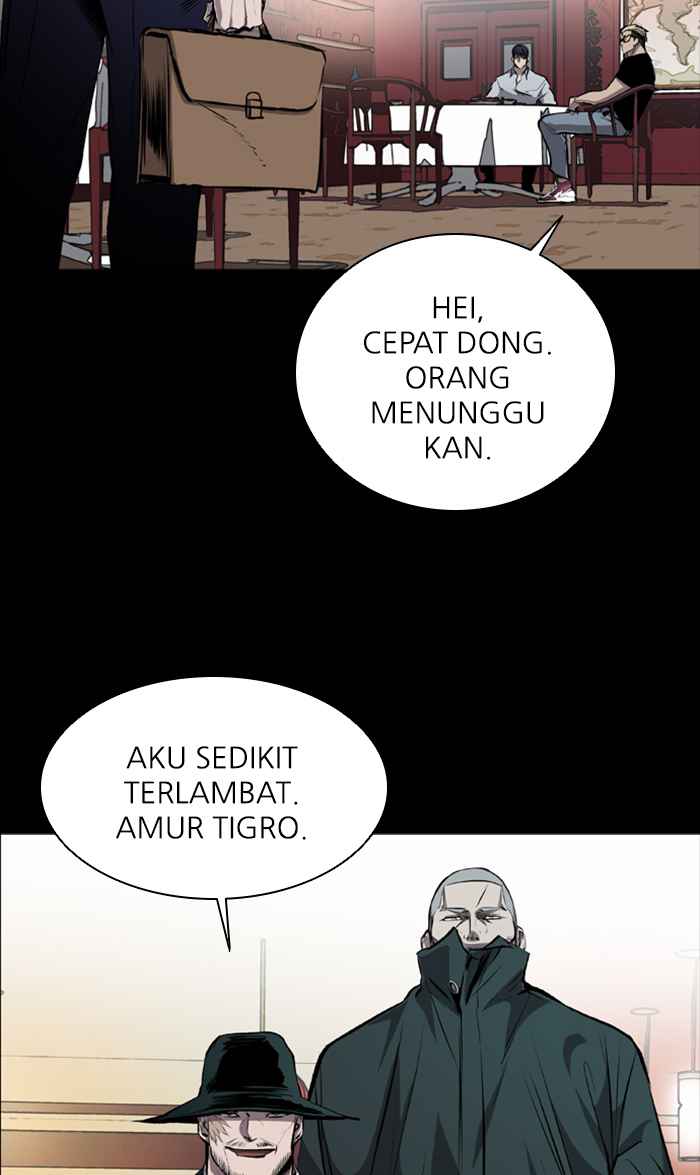 HEI,
CEPAT DONG.
ORANG
MENUNGGU
KAN.
AKU SEDIKIT
TERLAMBAT.
AMUR TIGRO.